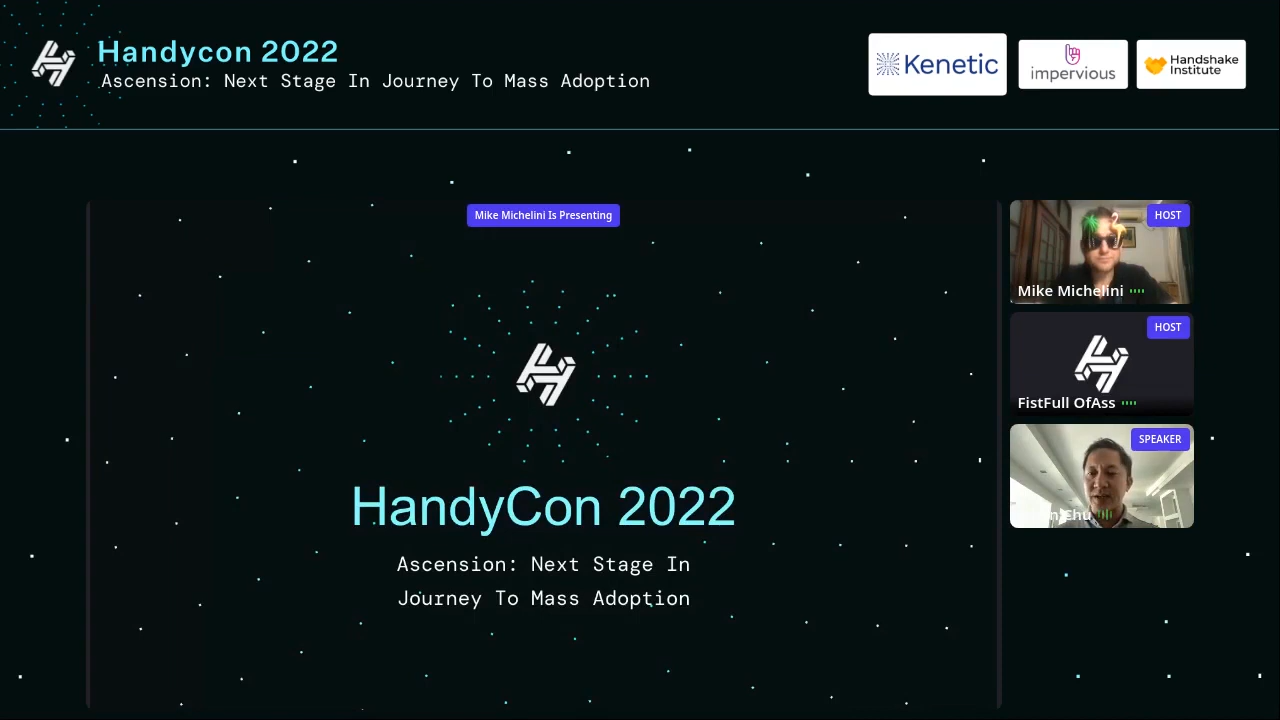 Handycon 2022
Ascension: Next Stage In Journey To Mass Adoption
Kenetic
impervious
Handshake
Institute
Mike Michelini Is Presenting
HandyCon 2022
Ascension: Next Stage In
Journey To Mass Adoption
HOST
Mike Michelini
HOST
FistFull OfAss
SPEAKER
Chu